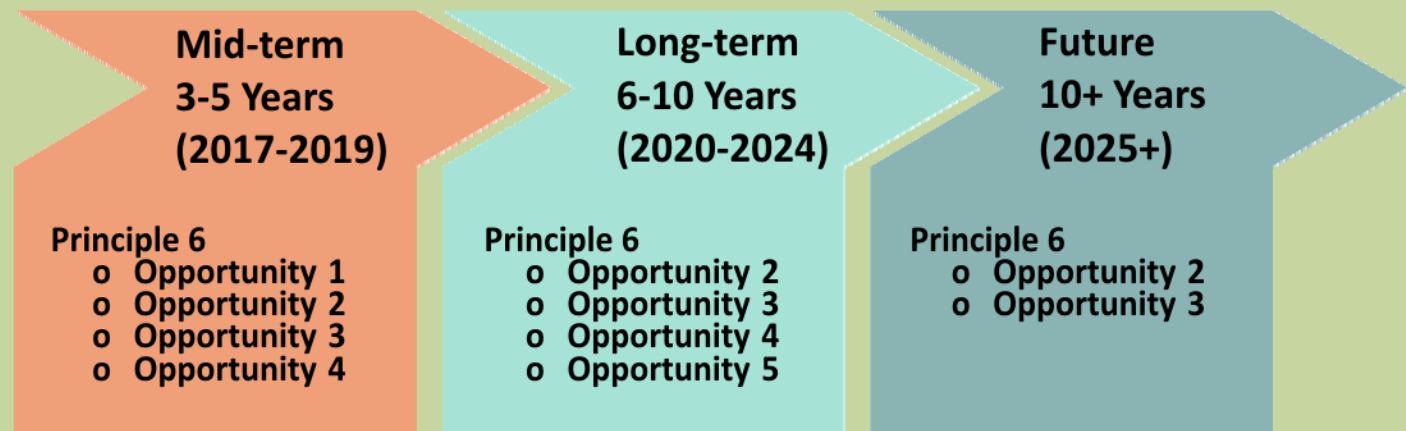 Mid-term
3-5 Years
(2017-2019)
Principle 6
o Opportunity 1
o Opportunity 2
o Opportunity 3
o Opportunity 4
Long-term
6-10 Years
(2020-2024)
Principle 6
o Opportunity 2
o Opportunity 3
o Opportunity 4
o Opportunity 5
Future
10+ Years
(2025+)
Principle 6
o Opportunity 2
o Opportunity 3